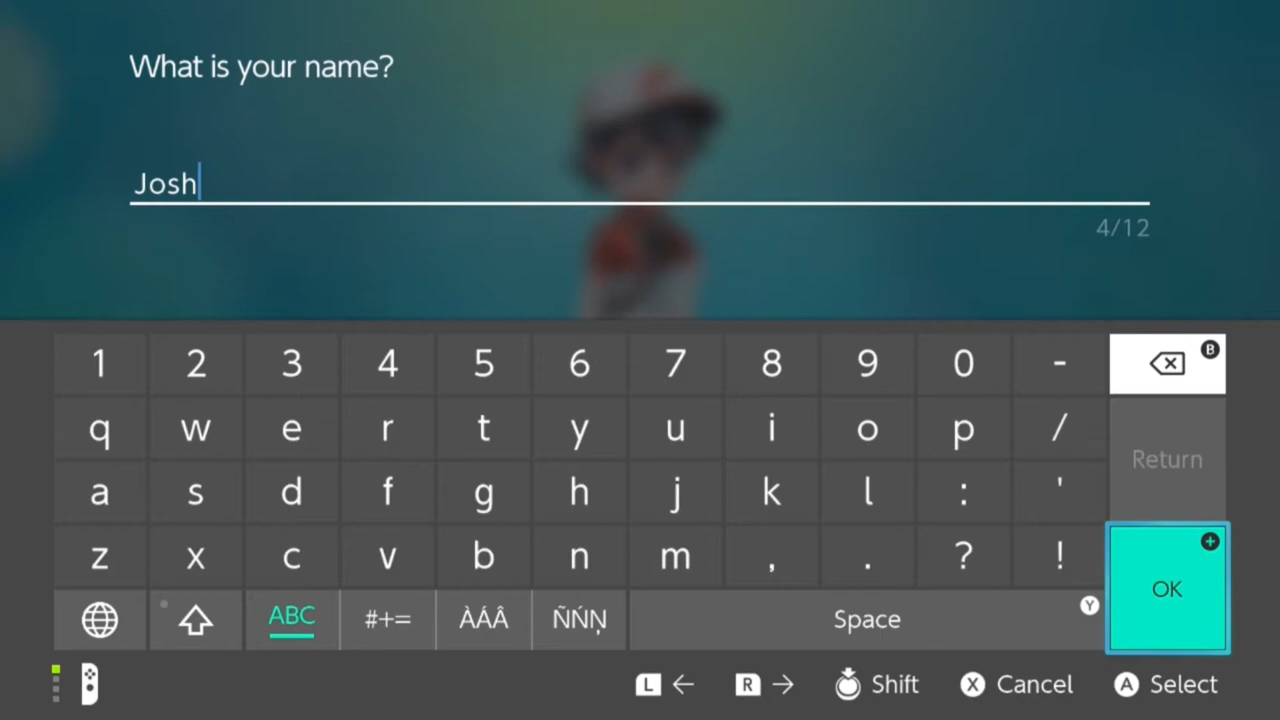 What is your name?
Josh
4/12
1 2 3 4 5 6 7 8 9 0 - B
q w e r t y u i o p /
Return
a s d f g h j k l : '
z x c v b n m , . ? ! +
OK
ABC #+= ÀÁÂ ÑŃŅ Space Y
L ← R → Shift X Cancel A Select